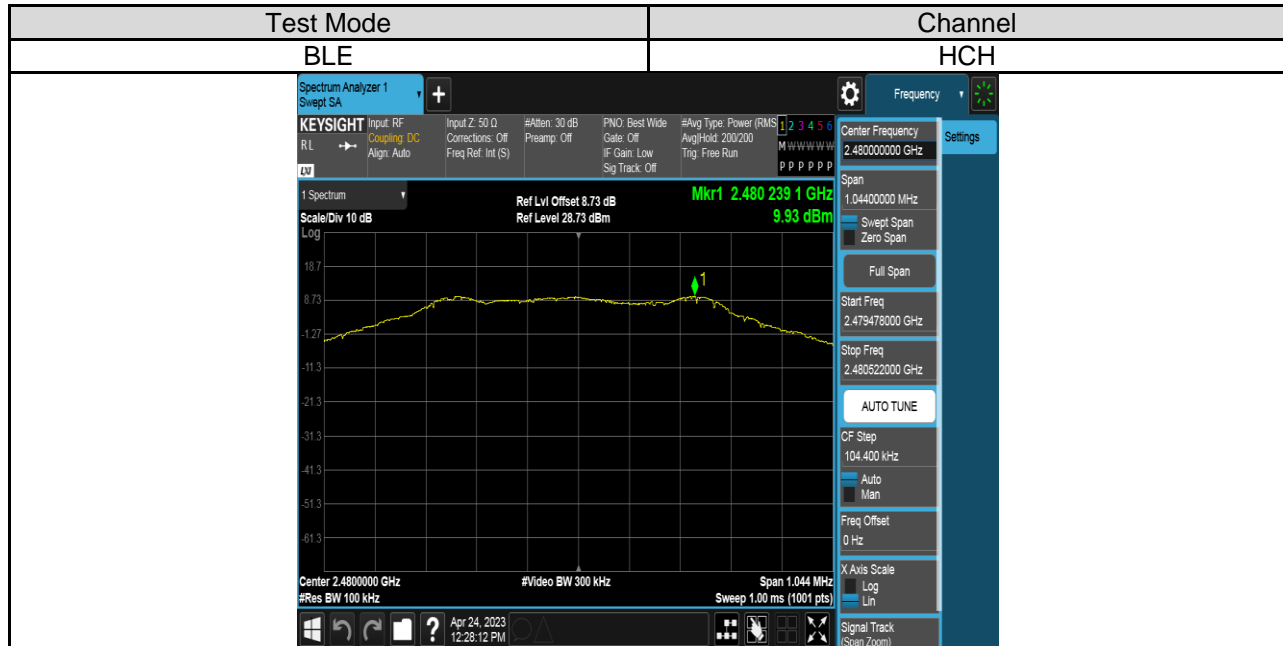 Test Mode Channel
BLE HCH
Spectrum Analyzer 1
Swept SA
+
Frequency
KEYSIGHT
RL
LXI
Input: RF
Coupling: DC
Align: Auto
Input Z: 50 Ω
Corrections: Off
Freq Ref: Int (S)
#Atten: 30 dB
Preamp: Off
PNO: Best Wide
Gate: Off
IF Gain: Low
Sig Track: Off
#Avg Type: Power (RMS
Avg|Hold: 200/200
Trig: Free Run
1 2 3 4 5 6
M W W W W W
P P P P P P
1 Spectrum
Scale/Div 10 dB
Log
Ref Lvl Offset 8.73 dB
Ref Level 28.73 dBm
Mkr1 2.480 239 1 GHz
9.93 dBm
1
18.7
8.73
-1.27
-11.3
-21.3
-31.3
-41.3
-51.3
-61.3
Center 2.4800000 GHz
#Res BW 100 kHz
#Video BW 300 kHz
Span 1.044 MHz
Sweep 1.00 ms (1001 pts)
?
Apr 24, 2023
12:28:12 PM
Center Frequency
2.480000000 GHz
Settings
Span
1.04400000 MHz
Swept Span
Zero Span
Full Span
Start Freq
2.479478000 GHz
Stop Freq
2.480522000 GHz
AUTO TUNE
CF Step
104.400 kHz
Auto
Man
Freq Offset
0 Hz
X Axis Scale
Log
Lin
Signal Track
(Span Zoom)